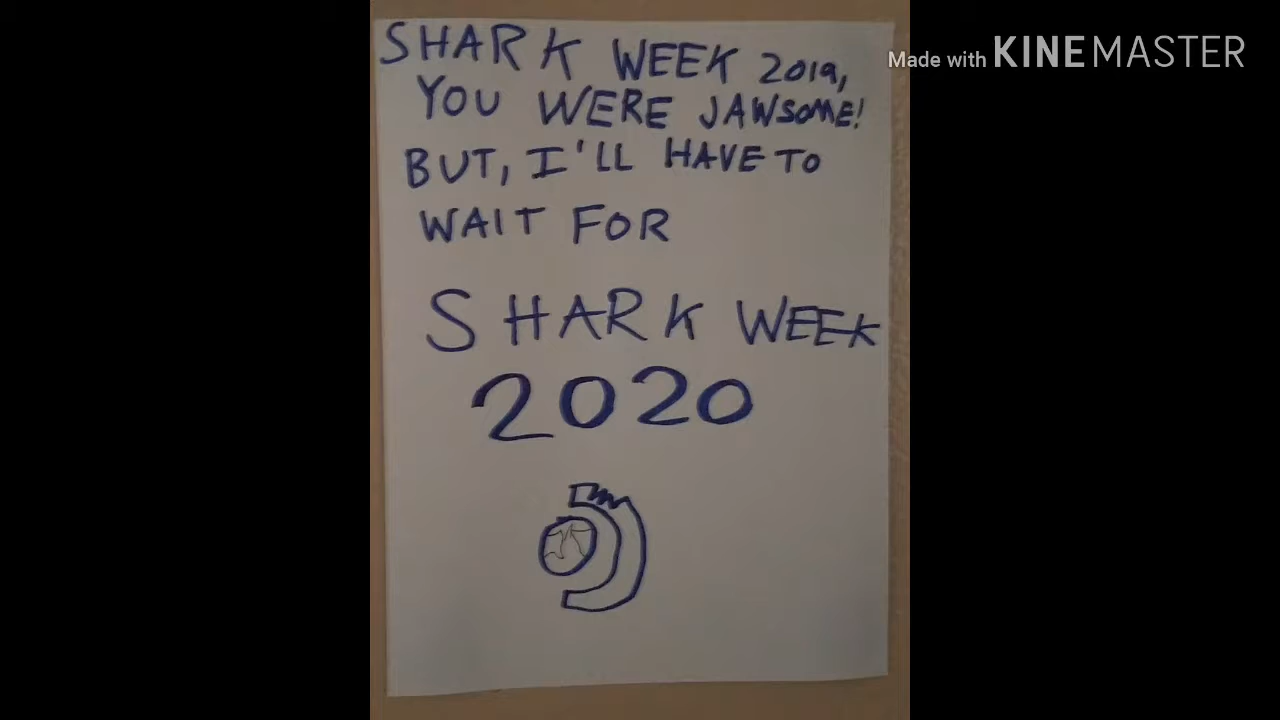 SHARK WEEK 2019,
YOU WERE JAWSOME!
BUT, I'LL HAVE TO
WAIT FOR
SHARK WEEK
2020
Made with KINEMASTER